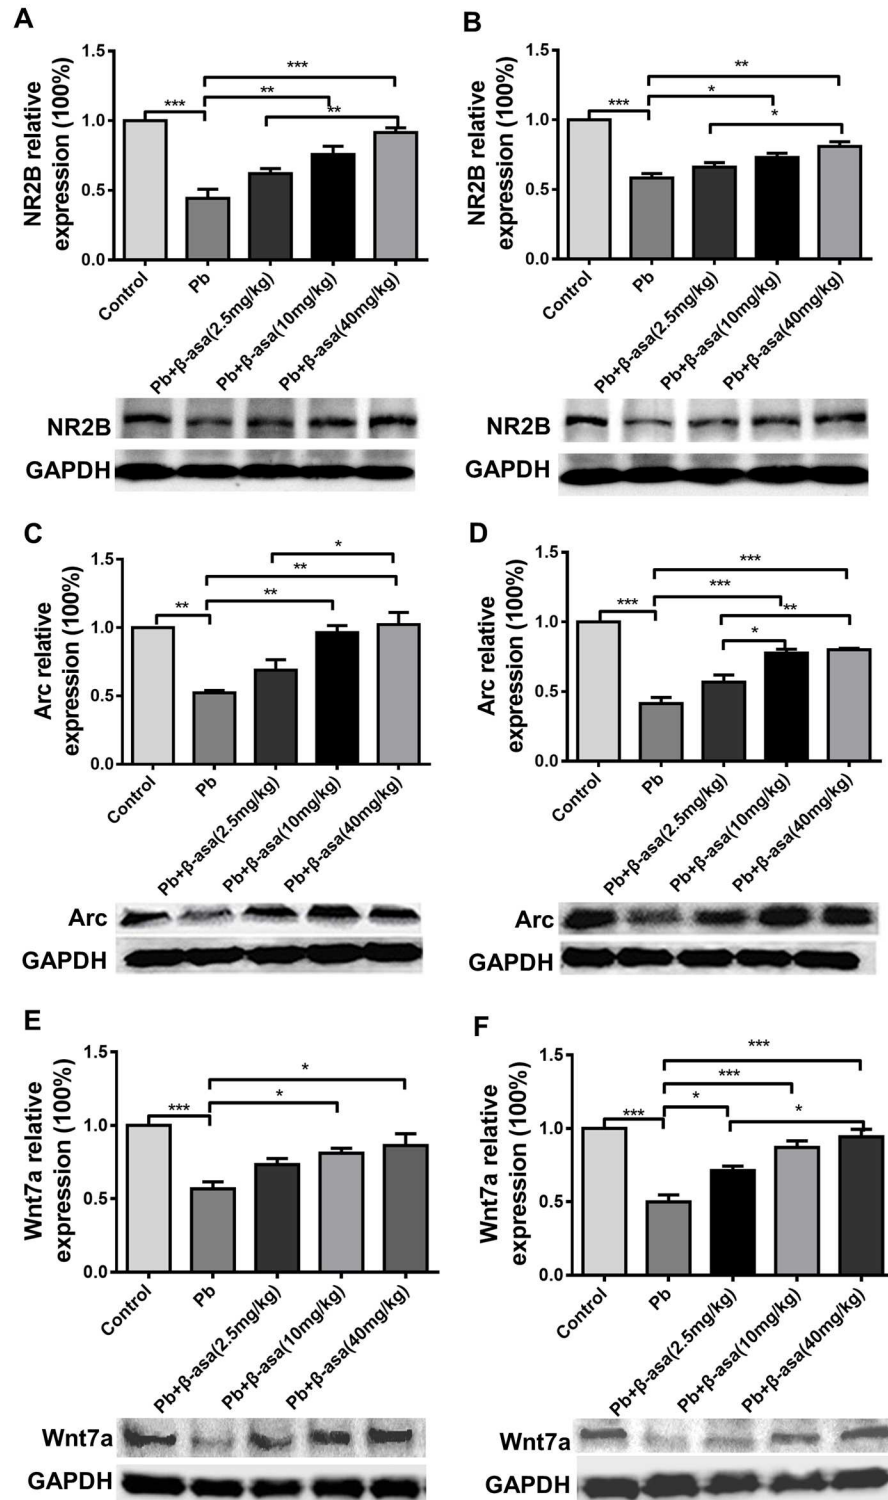 A
NR2B relative
expression (100%)
1.5
1.0
0.5
0.0
***
***
**
**
Control
Pb
Pb+β-asa(2.5mg/kg)
Pb+β-asa(10mg/kg)
Pb+β-asa(40mg/kg)
NR2B
GAPDH
B
NR2B relative
expression (100%)
1.5
1.0
0.5
0.0
***
**
*
*
Control
Pb
Pb+β-asa(2.5mg/kg)
Pb+β-asa(10mg/kg)
Pb+β-asa(40mg/kg)
NR2B
GAPDH
C
Arc relative
expression (100%)
1.5
1.0
0.5
0.0
*
**
**
**
Control
Pb
Pb+β-asa(2.5mg/kg)
Pb+β-asa(10mg/kg)
Pb+β-asa(40mg/kg)
Arc
GAPDH
D
Arc relative
expression (100%)
1.5
1.0
0.5
0.0
***
***
***
**
*
Control
Pb
Pb+β-asa(2.5mg/kg)
Pb+β-asa(10mg/kg)
Pb+β-asa(40mg/kg)
Arc
GAPDH
E
Wnt7a relative
expression (100%)
1.5
1.0
0.5
0.0
*
*
***
Control
Pb
Pb+β-asa(2.5mg/kg)
Pb+β-asa(10mg/kg)
Pb+β-asa(40mg/kg)
Wnt7a
GAPDH
F
Wnt7a relative
expression (100%)
1.5
1.0
0.5
0.0
***
***
*
***
*
Control
Pb
Pb+β-asa(2.5mg/kg)
Pb+β-asa(10mg/kg)
Pb+β-asa(40mg/kg)
Wnt7a
GAPDH